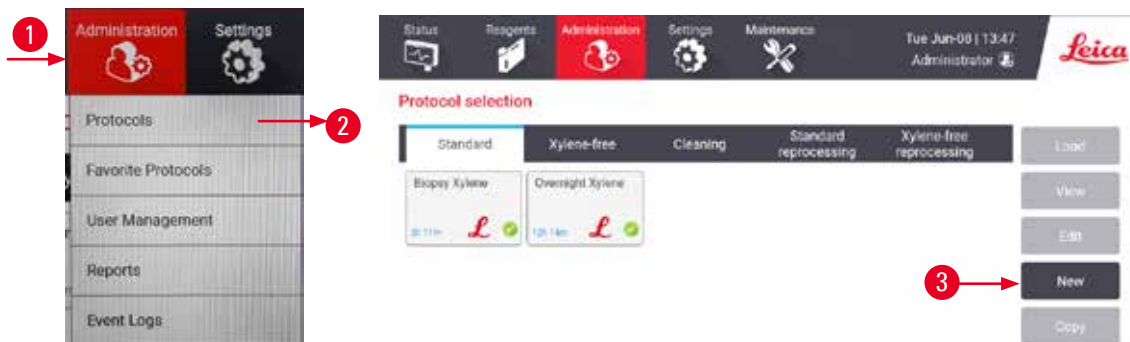 1
Administration
Settings
Protocols
2
Favorite Protocols
User Management
Reports
Event Logs
Status
Reagents
Administration
Settings
Maintenance
Tue Jun-08 | 13:47
Administrator
Leica
Protocol selection
Standard
Xylene-free
Cleaning
Standard
reprocessing
Xylene-free
reprocessing
Biopsy Xylene
L
Overnight Xylene
12h 14m
L
Load
View
Edit
3
New
Copy